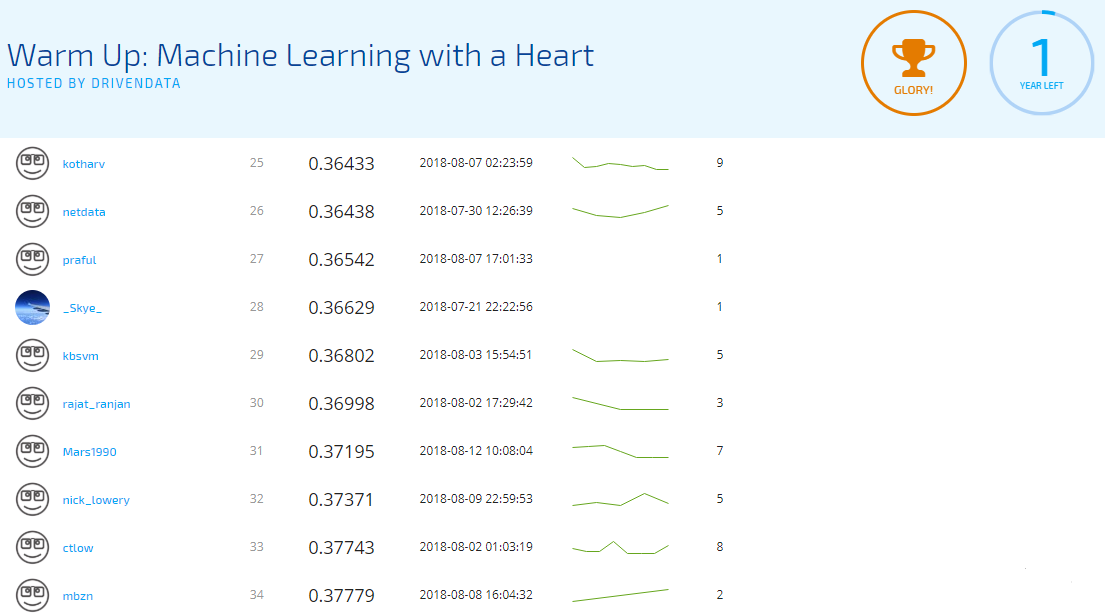 Warm Up: Machine Learning with a Heart
HOSTED BY DRIVENDATA
GLORY!
1
YEAR LEFT
kotharv 25 0.36433 2018-08-07 02:23:59 9
netdata 26 0.36438 2018-07-30 12:26:39 5
praful 27 0.36542 2018-08-07 17:01:33 1
_Skye_ 28 0.36629 2018-07-21 22:22:56 1
kbsvm 29 0.36802 2018-08-03 15:54:51 5
rajat_ranjan 30 0.36998 2018-08-02 17:29:42 3
Mars1990 31 0.37195 2018-08-12 10:08:04 7
nick_lowery 32 0.37371 2018-08-09 22:59:53 5
ctlow 33 0.37743 2018-08-02 01:03:19 8
mbzn 34 0.37779 2018-08-08 16:04:32 2